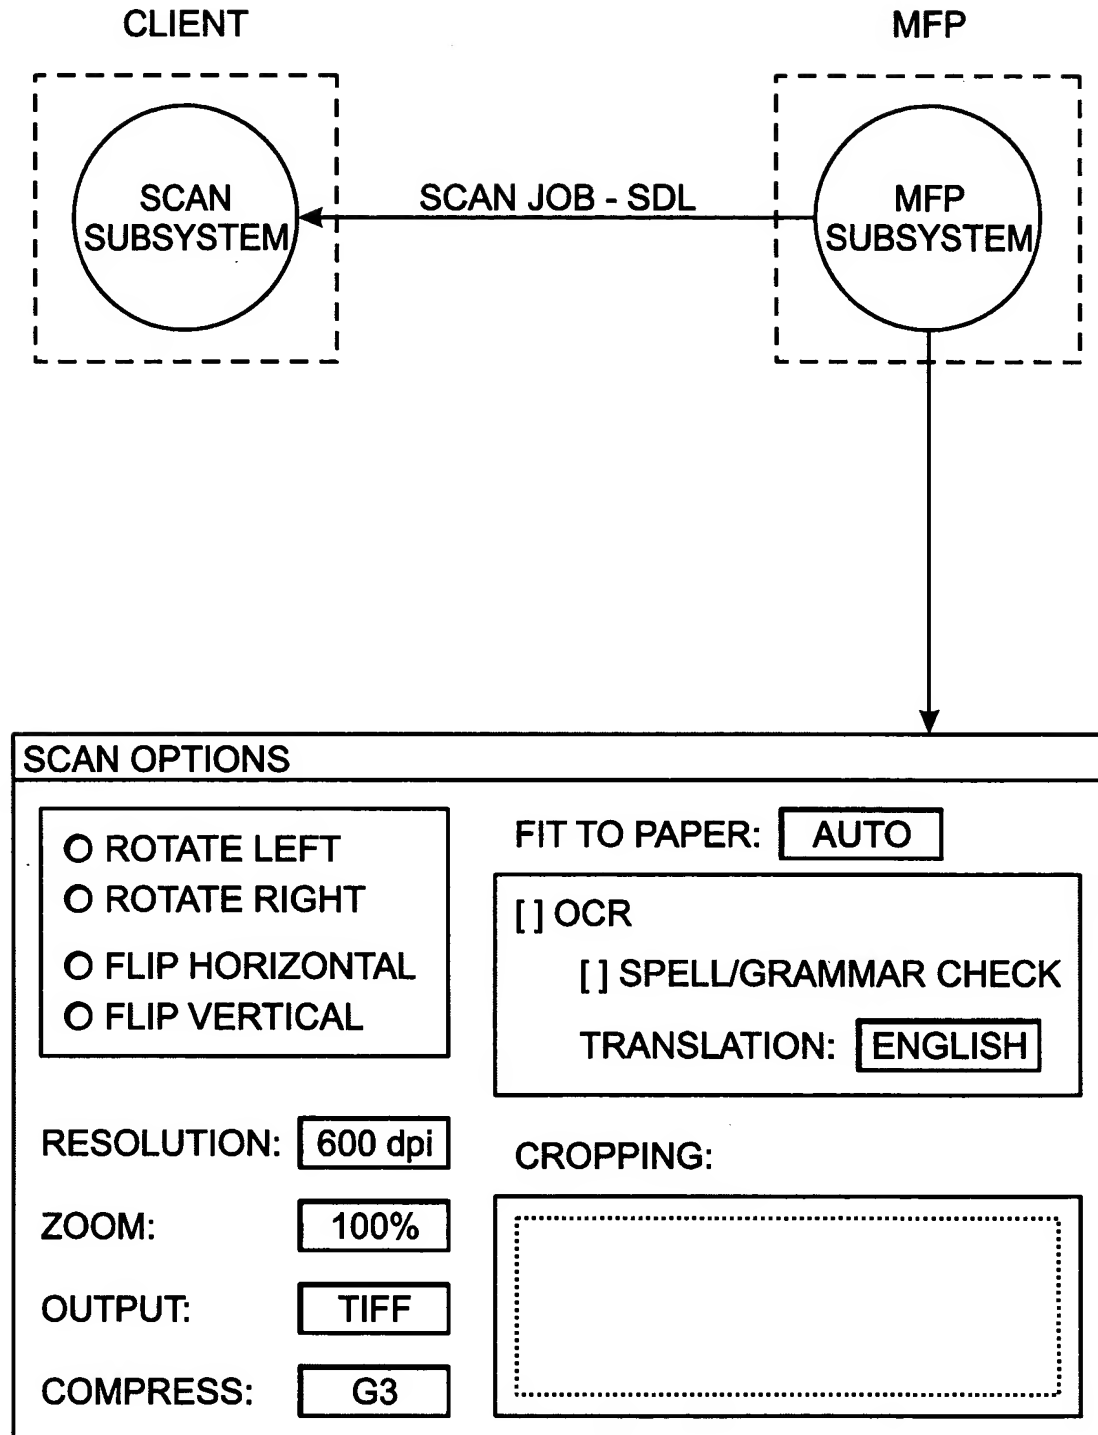 CLIENT
MFP
SCAN
SUBSYSTEM
SCAN JOB - SDL
MFP
SUBSYSTEM
SCAN OPTIONS
O ROTATE LEFT
O ROTATE RIGHT
O FLIP HORIZONTAL
O FLIP VERTICAL
FIT TO PAPER: AUTO
[ ] OCR
[ ] SPELL/GRAMMAR CHECK
TRANSLATION: ENGLISH
RESOLUTION: 600 dpi
ZOOM: 100%
OUTPUT: TIFF
COMPRESS: G3
CROPPING: